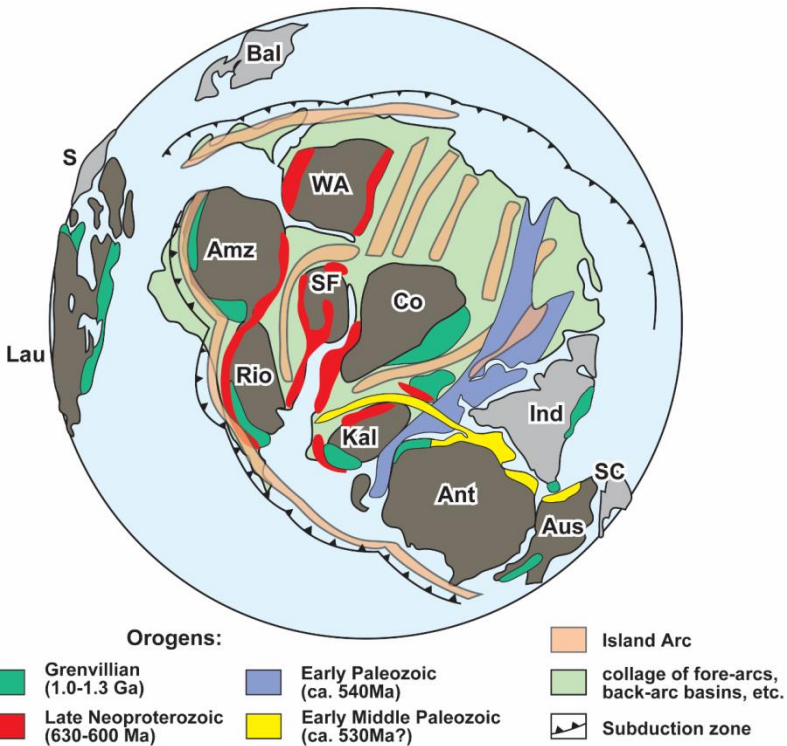 Bal
S
WA
Amz
SF
Co
Lau
Rio
Ind
Kal
SC
Ant
Aus
Orogens:
Grenvillian
(1.0-1.3 Ga)
Late Neoproterozoic
(630-600 Ma)
Early Paleozoic
(ca. 540Ma)
Early Middle Paleozoic
(ca. 530Ma?)
Island Arc
collage of fore-arcs,
back-arc basins, etc.
Subduction zone